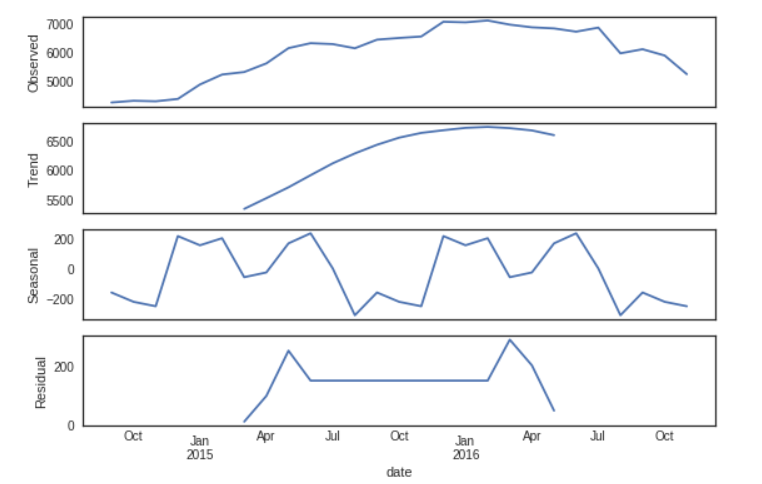 Observed
7000
6000
5000
Trend
6500
6000
5500
Seasonal
200
0
−200
Residual
200
0
Oct
Jan
2015
Apr
Jul
Oct
Jan
2016
Apr
Jul
Oct
date